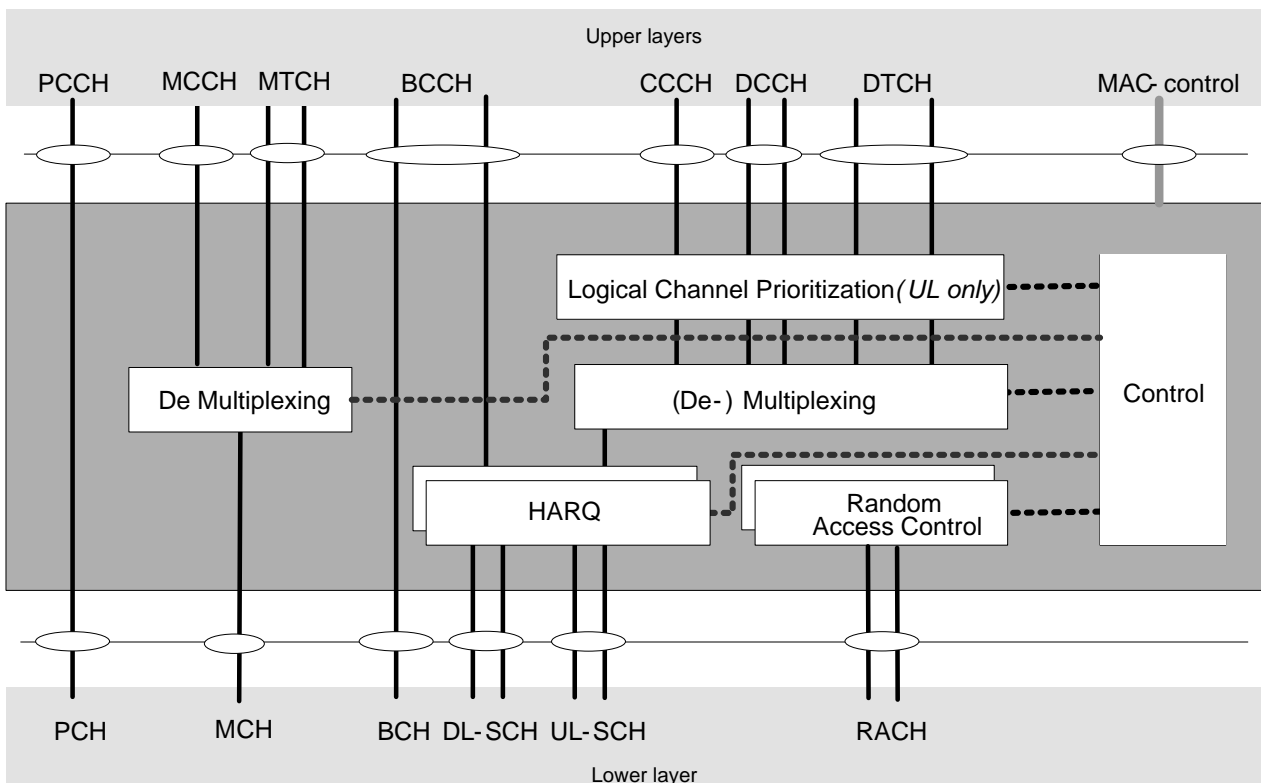 Upper layers
PCCH MCCH MTCH BCCH CCCH DCCH DTCH MAC- control
Logical Channel Prioritization (UL only)
De Multiplexing
(De-) Multiplexing
Control
HARQ
Random
Access Control
PCH MCH BCH DL-SCH UL-SCH RACH
Lower layer